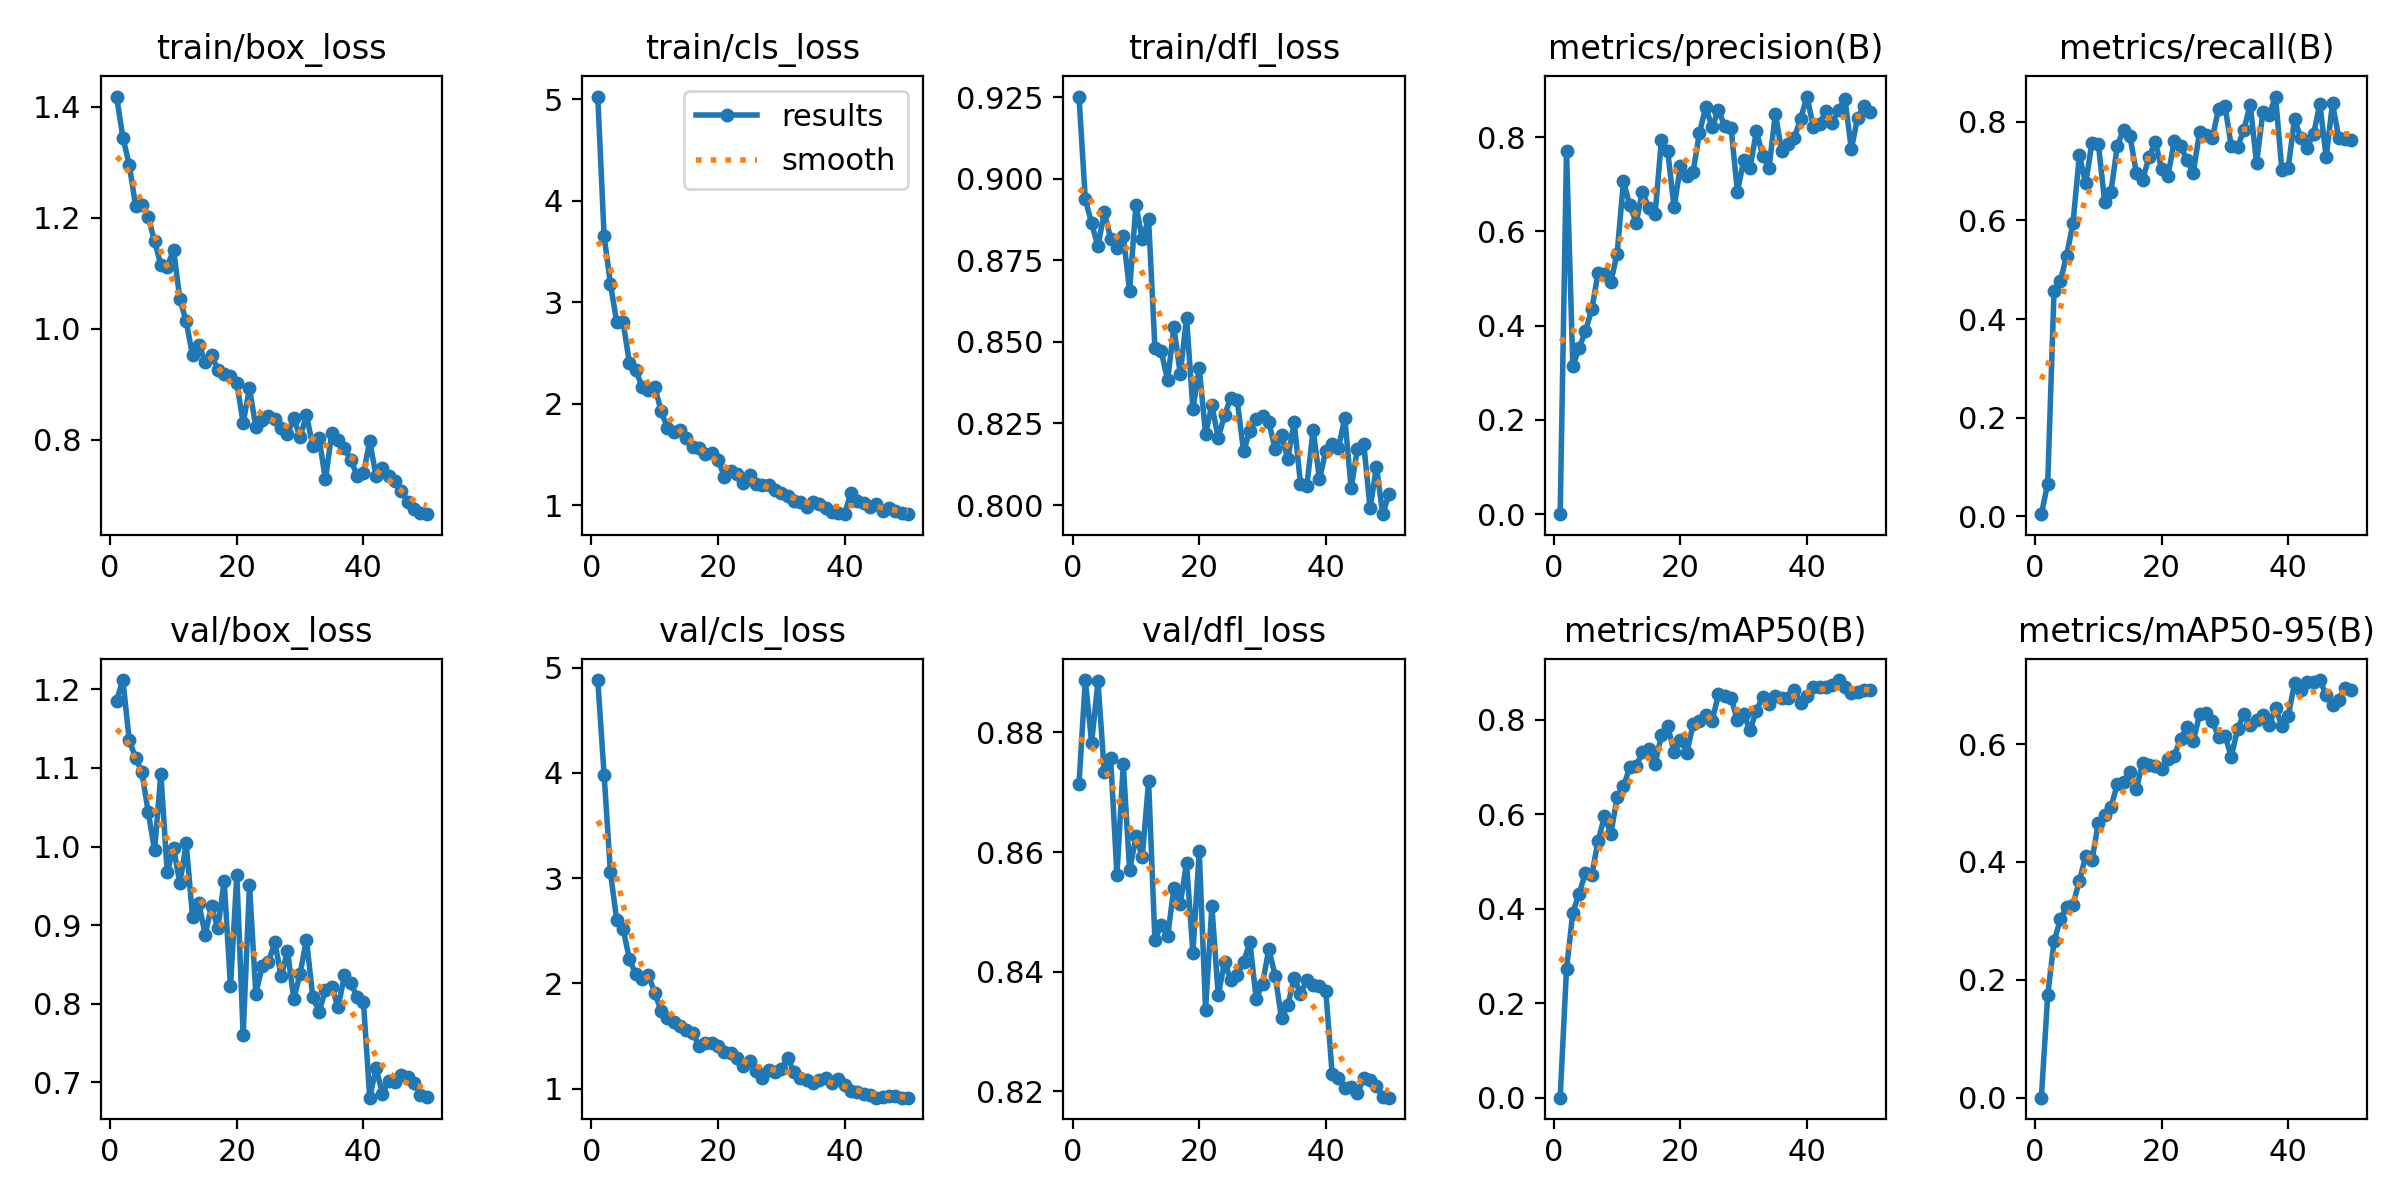 train/box_loss
1.4
1.2
1.0
0.8
0 20 40
train/cls_loss
results
smooth
5
4
3
2
1
0 20 40
train/dfl_loss
0.925
0.900
0.875
0.850
0.825
0.800
0 20 40
metrics/precision(B)
0.8
0.6
0.4
0.2
0.0
0 20 40
metrics/recall(B)
0.8
0.6
0.4
0.2
0.0
0 20 40
val/box_loss
1.2
1.1
1.0
0.9
0.8
0.7
0 20 40
val/cls_loss
5
4
3
2
1
0 20 40
val/dfl_loss
0.88
0.86
0.84
0.82
0 20 40
metrics/mAP50(B)
0.8
0.6
0.4
0.2
0.0
0 20 40
metrics/mAP50-95(B)
0.6
0.4
0.2
0.0
0 20 40